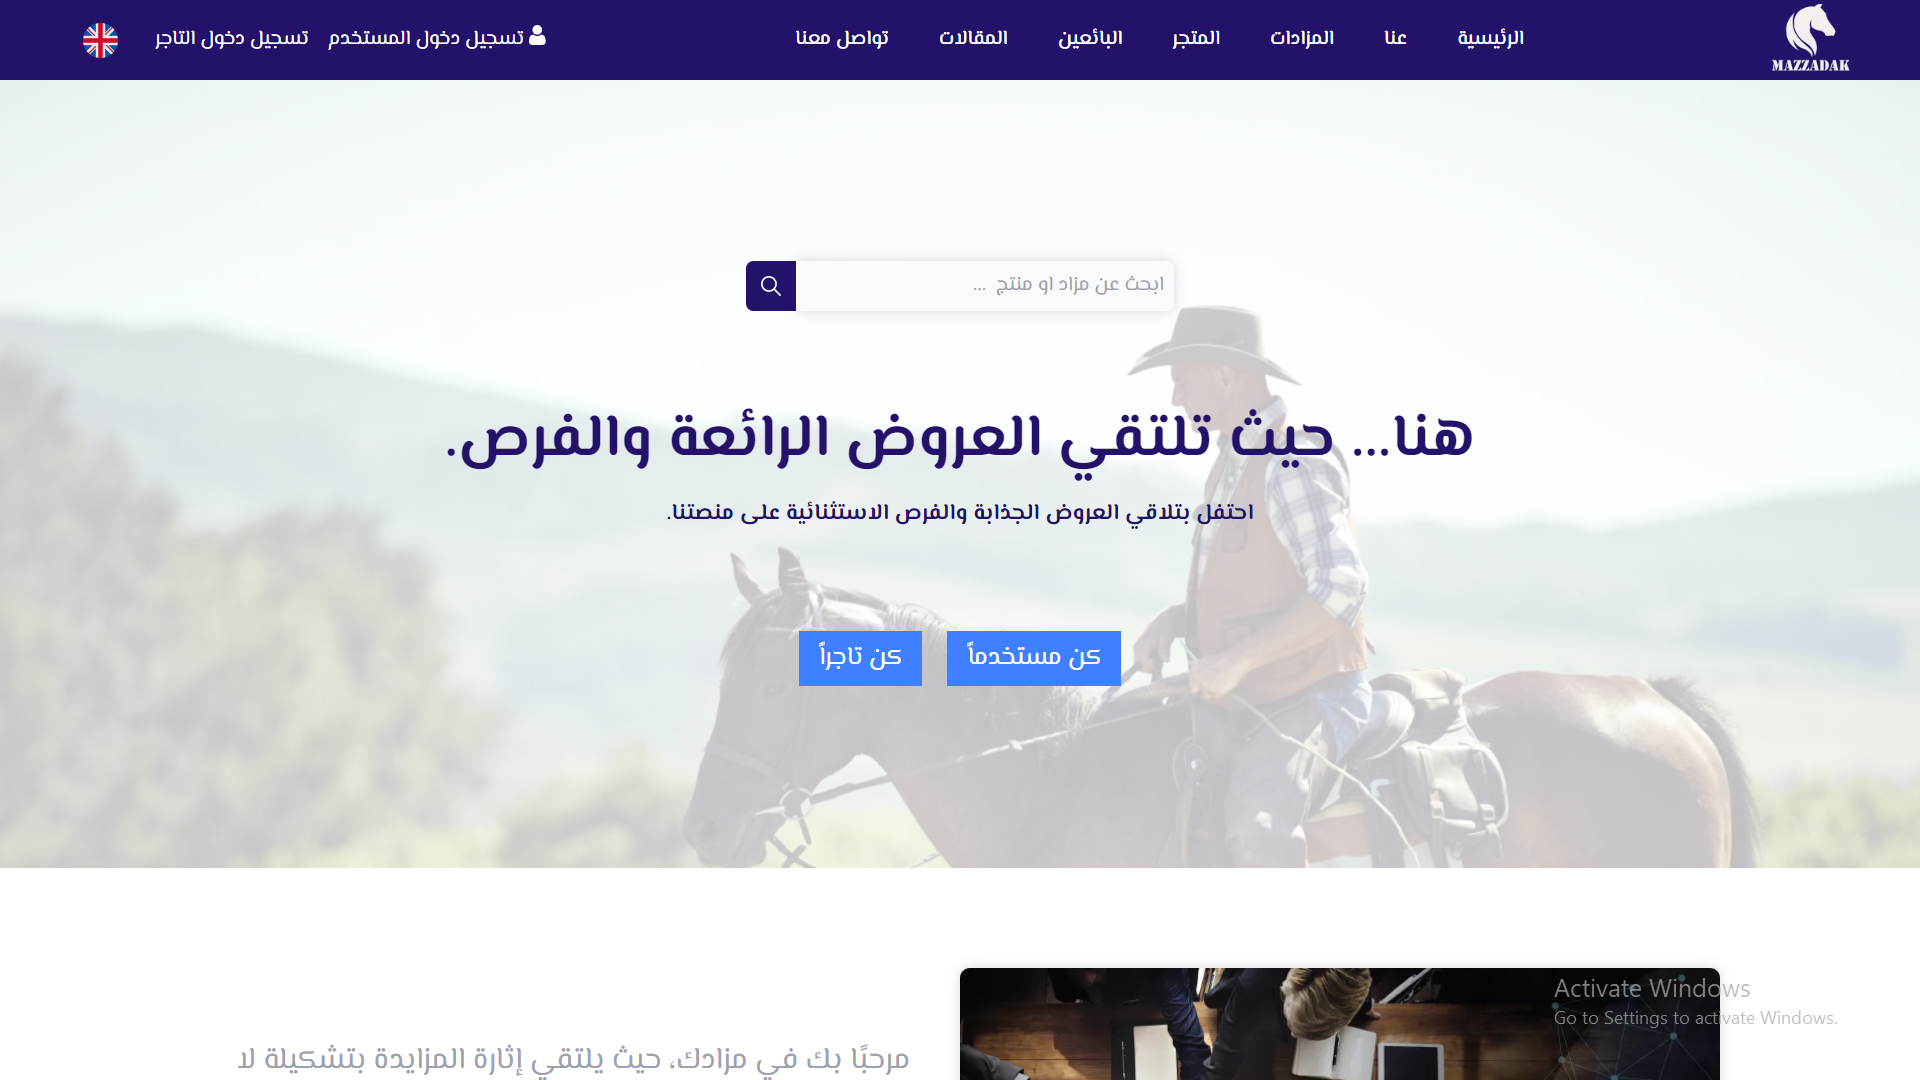 MAZZADAK
الرئيسية
عنا
المزادات
المتجر
البائعين
المقالات
تواصل معنا
تسجيل دخول المستخدم
تسجيل دخول التاجر
ابحث عن مزاد او منتج ...
هنا... حيث تلتقي العروض الرائعة والفرص.
احتفل بتلاقي العروض الجذابة والفرص الاستثنائية على منصتنا.
كن مستخدماً
كن تاجراً
Activate Windows
Go to Settings to activate Windows.
مرحبًا بك في مزادك، حيث يلتقي إثارة المزايدة بتشكيلة لا